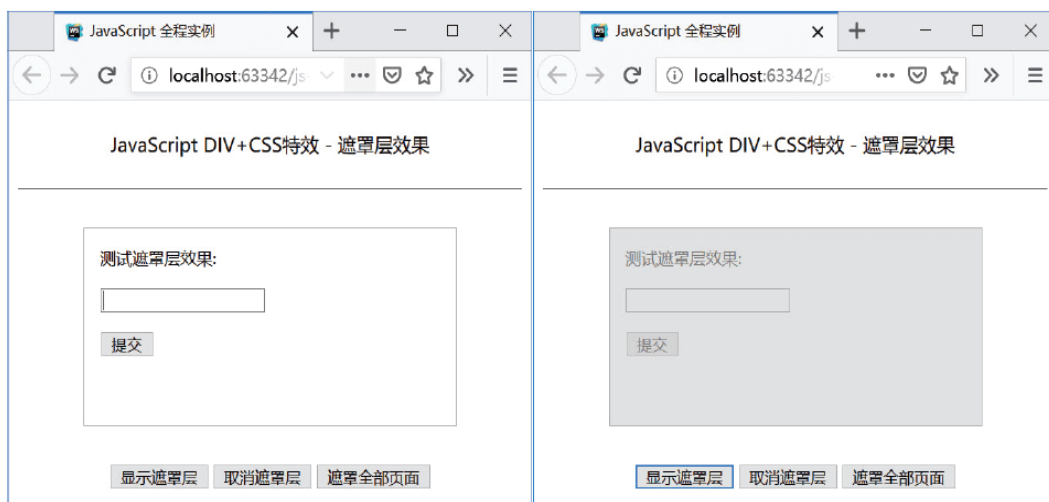 JavaScript 全程实例
localhost:63342/js
JavaScript DIV+CSS特效 - 遮罩层效果
测试遮罩层效果:
提交
显示遮罩层 取消遮罩层 遮罩全部页面
JavaScript 全程实例
localhost:63342/js
JavaScript DIV+CSS特效 - 遮罩层效果
测试遮罩层效果:
提交
显示遮罩层 取消遮罩层 遮罩全部页面